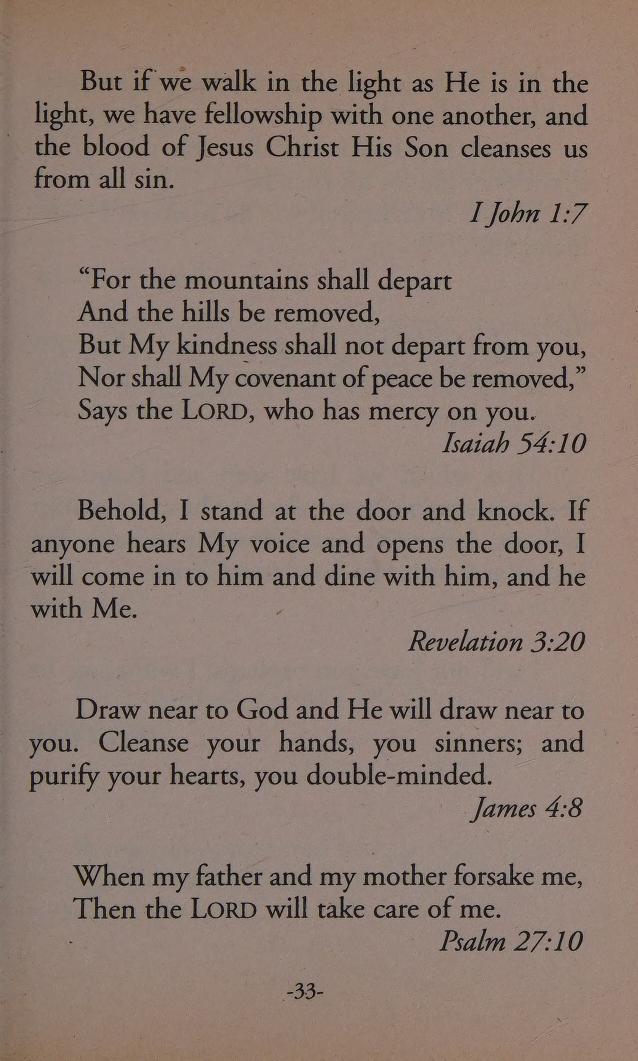 But if we walk in the light as He is in the
light, we have fellowship with one another, and
the blood of Jesus Christ His Son cleanses us
from all sin.
I John 1:7
“For the mountains shall depart
And the hills be removed,
But My kindness shall not depart from you,
Nor shall My covenant of peace be removed,”
Says the LORD, who has mercy on you.
Isaiah 54:10
Behold, I stand at the door and knock. If
anyone hears My voice and opens the door, I
will come in to him and dine with him, and he
with Me.
Revelation 3:20
Draw near to God and He will draw near to
you. Cleanse your hands, you sinners; and
purify your hearts, you double-minded.
James 4:8
When my father and my mother forsake me,
Then the LORD will take care of me.
Psalm 27:10
-33-